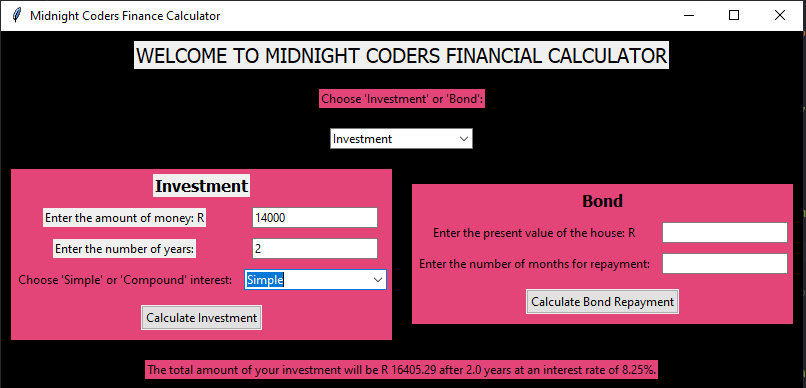 Midnight Coders Finance Calculator
WELCOME TO MIDNIGHT CODERS FINANCIAL CALCULATOR
Choose 'Investment' or 'Bond':
Investment
Investment
Enter the amount of money: R 14000
Enter the number of years: 2
Choose 'Simple' or 'Compound' interest: Simple
Calculate Investment
Bond
Enter the present value of the house: R
Enter the number of months for repayment:
Calculate Bond Repayment
The total amount of your investment will be R 16405.29 after 2.0 years at an interest rate of 8.25%.